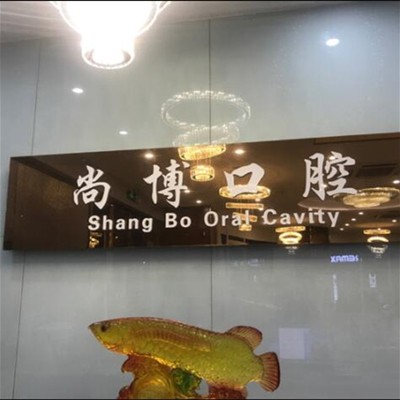 尚博口腔
Shang Bo Oral Cavity